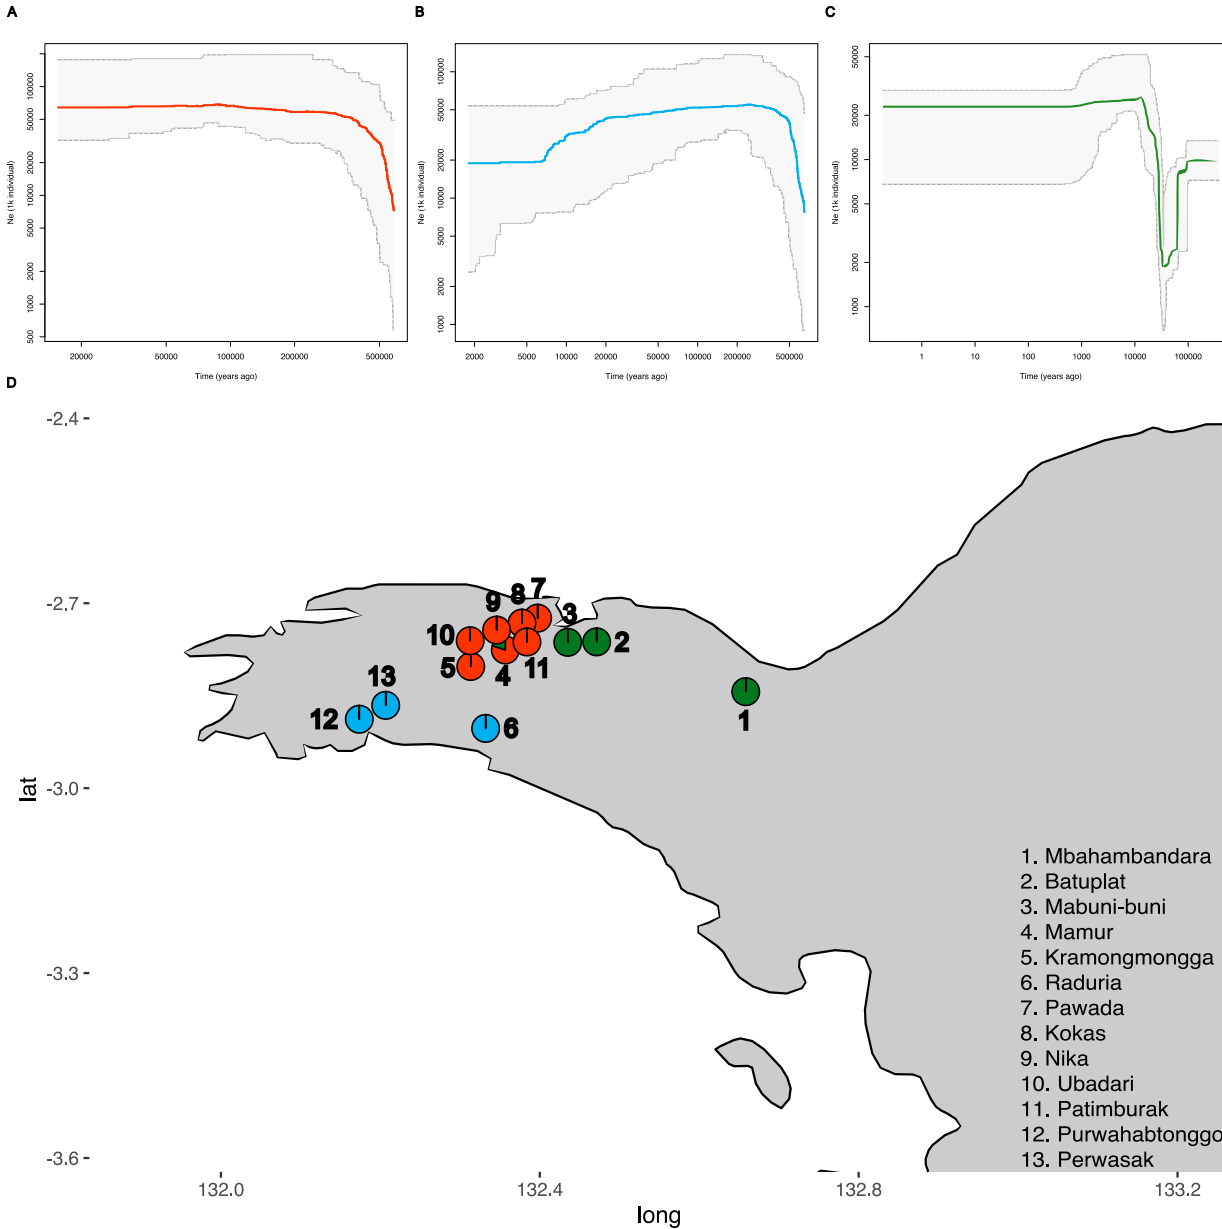 A
B
C
Ne (1k individual)
500
1000
2000
5000
10000
20000
50000
100000
20000
50000
100000
200000
500000
Time (years ago)
Ne (1k individual)
1000
2000
5000
10000
20000
50000
100000
2000
5000
10000
20000
50000
100000
200000
500000
Time (years ago)
Ne (1k individual)
1000
2000
5000
10000
20000
50000
1
10
100
1000
10000
100000
Time (years ago)
D
-2.4
-2.7
-3.0
-3.3
-3.6
lat
7
8
9
3
10
2
5
4
11
13
12
6
1
1. Mbahambandara
2. Batuplat
3. Mabuni-buni
4. Mamur
5. Kramongmongga
6. Raduria
7. Pawada
8. Kokas
9. Nika
10. Ubadari
11. Patimburak
12. Purwahabtonggo
13. Perwasak
132.0
132.4
132.8
133.2
long